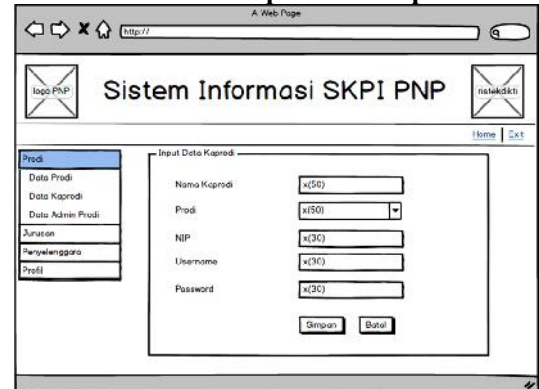 A Web Page
http://
logo PNP
Sistem Informasi SKPI PNP
ristekdikti
Home Exit
Prodi
Data Prodi
Data Kaprodi
Data Admin Prodi
Jurusan
Penyelenggara
Profil
Input Data Kaprodi
Nama Kaprodi x(50)
Prodi x(50)
NIP x(30)
Username x(30)
Password x(30)
Simpan Batal